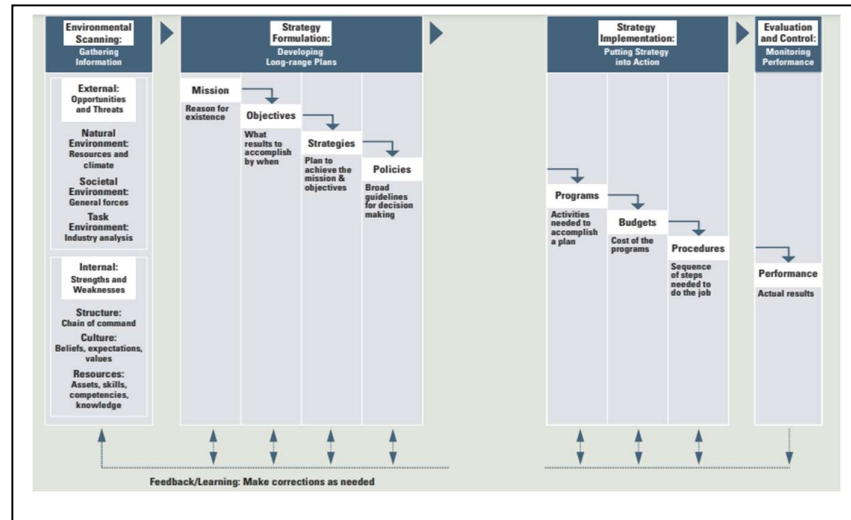 Environmental
Scanning:
Gathering
Information
Strategy
Formulation:
Developing
Long-range Plans
Strategy
Implementation:
Putting Strategy
into Action
Evaluation
and Control:
Monitoring
Performance
External:
Opportunities
and Threats
Natural
Environment:
Resources and
climate
Societal
Environment:
General forces
Task
Environment:
Industry analysis
Internal:
Strengths and
Weaknesses
Structure:
Chain of command
Culture:
Beliefs, expectations,
values
Resources:
Assets, skills,
competencies,
knowledge
Mission
Reason for
existence
Objectives
What
results to
accomplish
by when
Strategies
Plan to
achieve the
mission &
objectives
Policies
Broad
guidelines
for decision
making
Programs
Activities
needed to
accomplish
a plan
Budgets
Cost of the
programs
Procedures
Sequence
of steps
needed to
do the job
Performance
Actual results
Feedback/Learning: Make corrections as needed